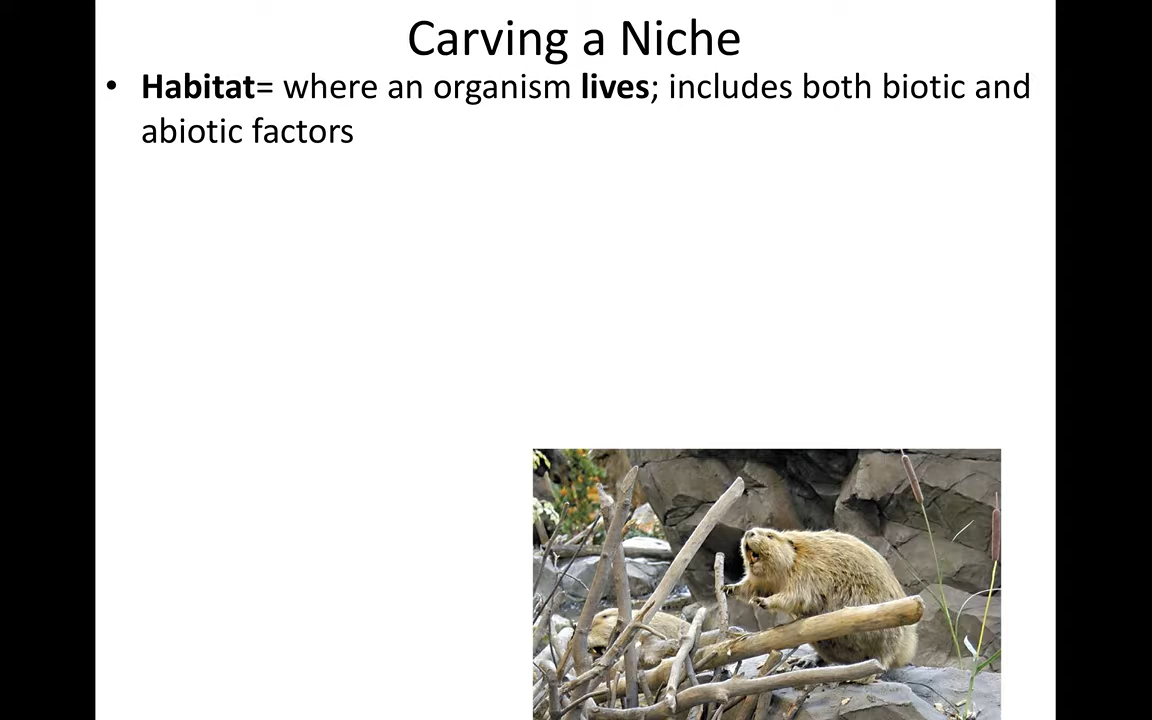 Carving a Niche
• Habitat= where an organism lives; includes both biotic and
abiotic factors